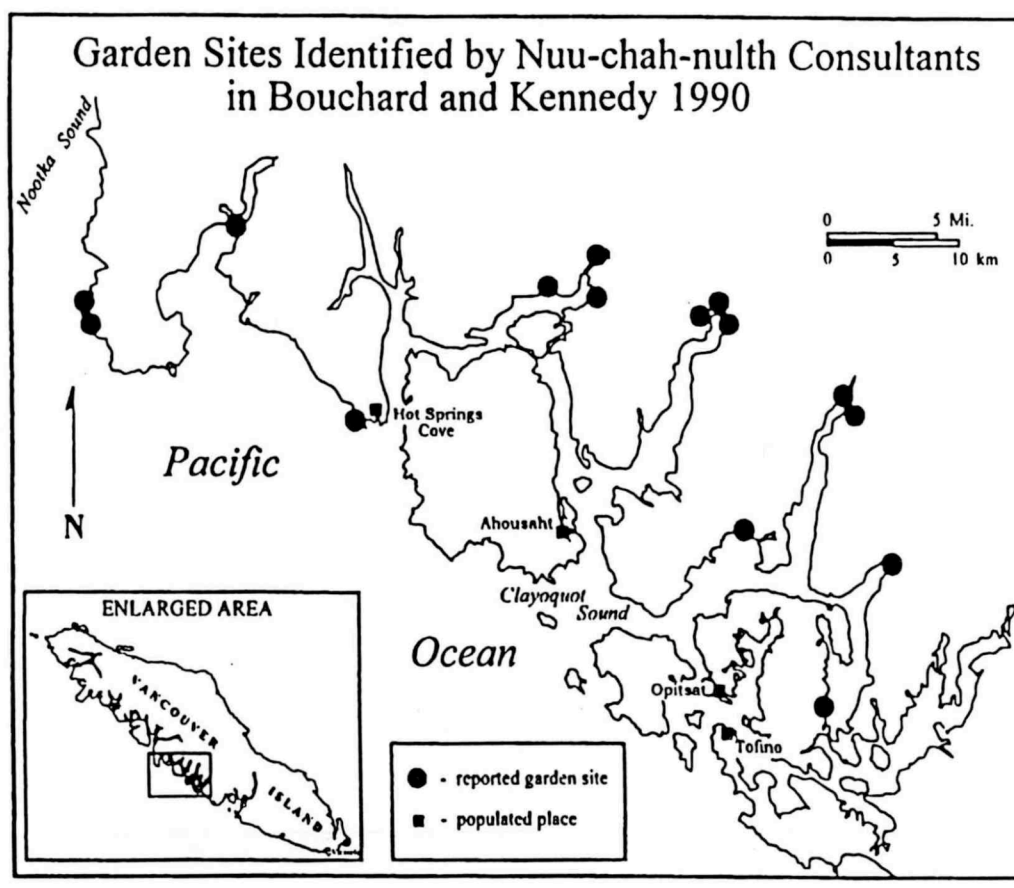 Garden Sites Identified by Nuu-chah-nulth Consultants
in Bouchard and Kennedy 1990
Nootka Sound
0 5 Mi.
0 5 10 km
Hot Springs
Cove
Pacific
N
Ahousaht
Clayoquot
Sound
Ocean
Opitsat
Tofino
ENLARGED AREA
VANCOUVER
ISLAND
- reported garden site
- populated place